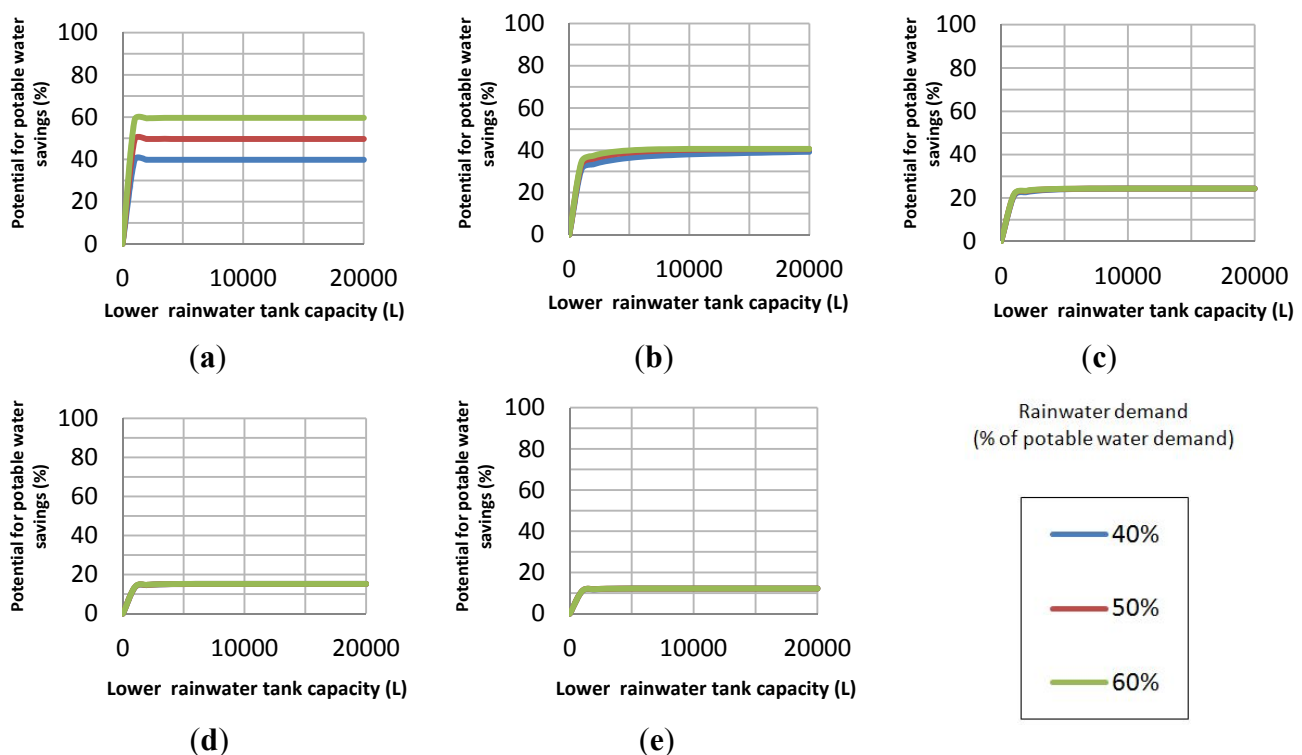 Potential for potable water
savings (%)
100
80
60
40
20
0
0 10000 20000
Lower rainwater tank capacity (L)
(a)
Potential for potable water
savings (%)
100
80
60
40
20
0
0 10000 20000
Lower rainwater tank capacity (L)
(b)
Potential for potable water
savings (%)
100
80
60
40
20
0
0 10000 20000
Lower rainwater tank capacity (L)
(c)
Potential for potable water
savings (%)
100
80
60
40
20
0
0 10000 20000
Lower rainwater tank capacity (L)
(d)
Potential for potable water
savings (%)
100
80
60
40
20
0
0 10000 20000
Lower rainwater tank capacity (L)
(e)
Rainwater demand
(% of potable water demand)
40%
50%
60%